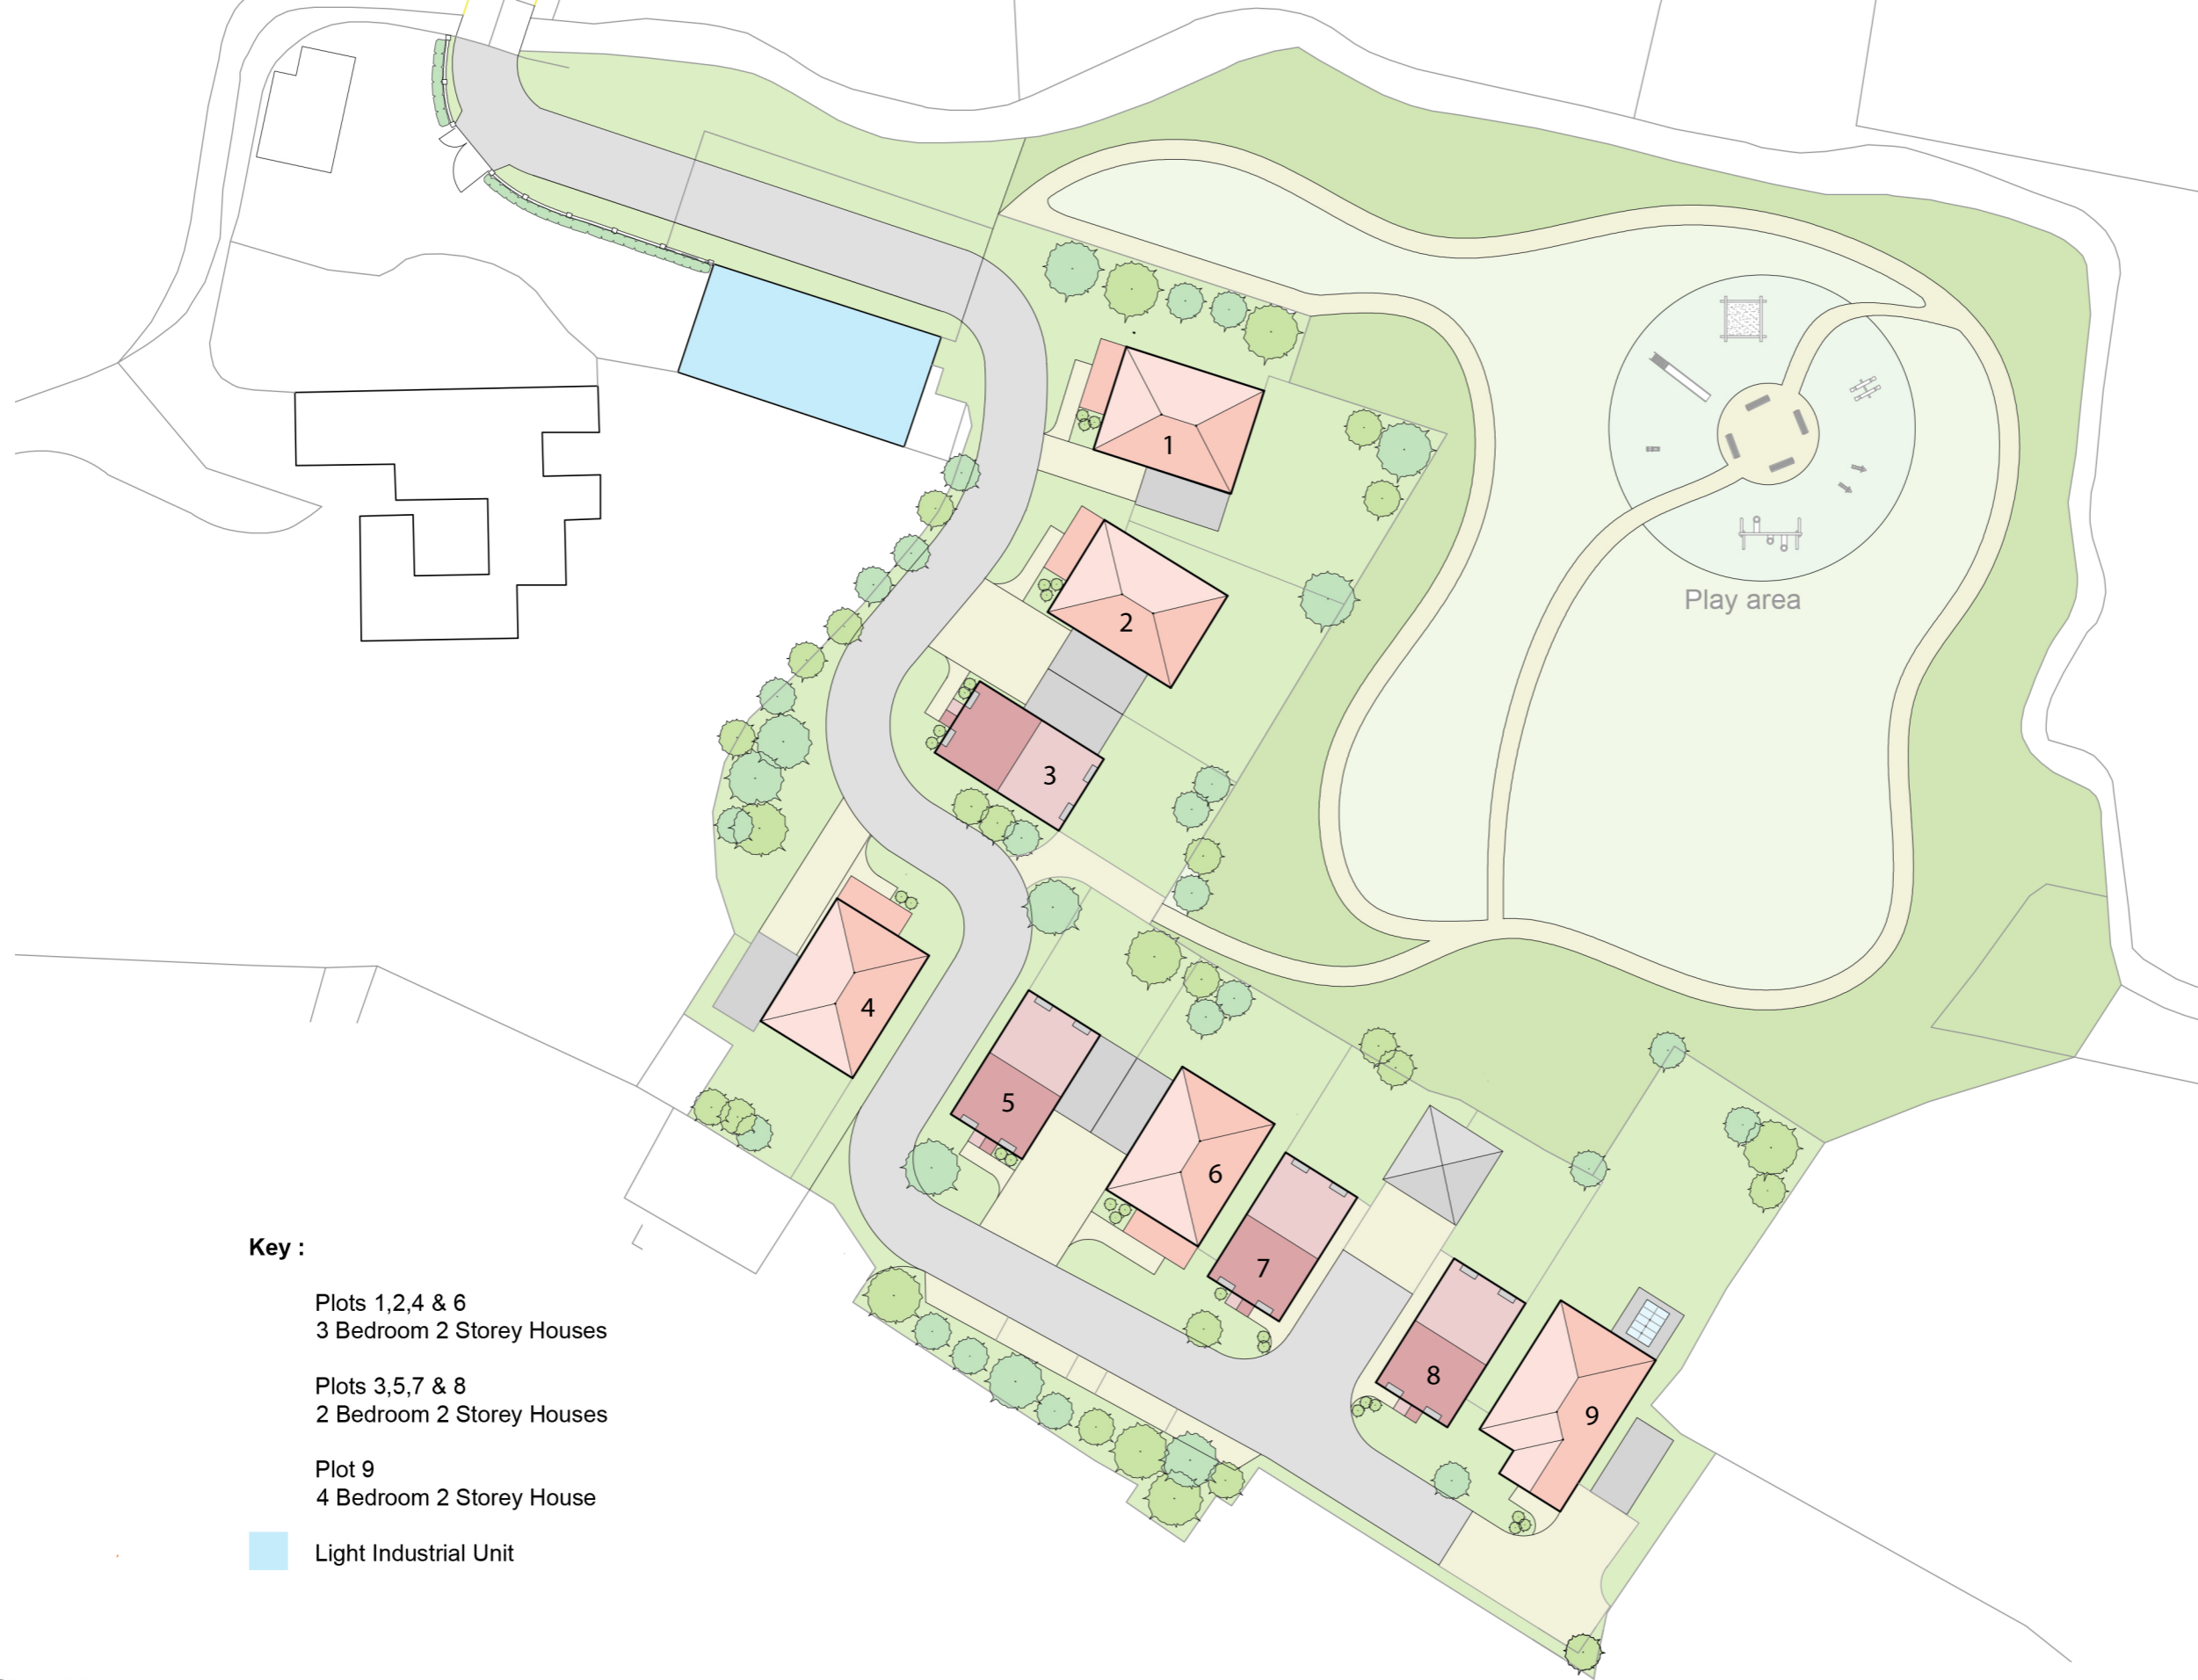 1
2
Play area
3
4
5
6
7
8
9
Key :
Plots 1,2,4 & 6
3 Bedroom 2 Storey Houses
Plots 3,5,7 & 8
2 Bedroom 2 Storey Houses
Plot 9
4 Bedroom 2 Storey House
Light Industrial Unit